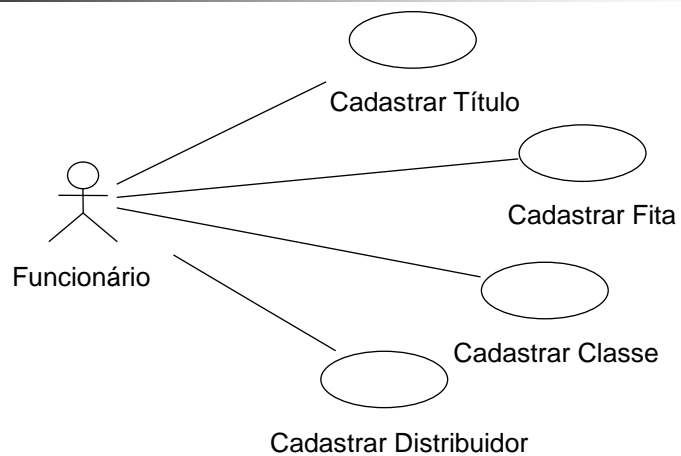 Cadastrar Título
Cadastrar Fita
Funcionário
Cadastrar Classe
Cadastrar Distribuidor